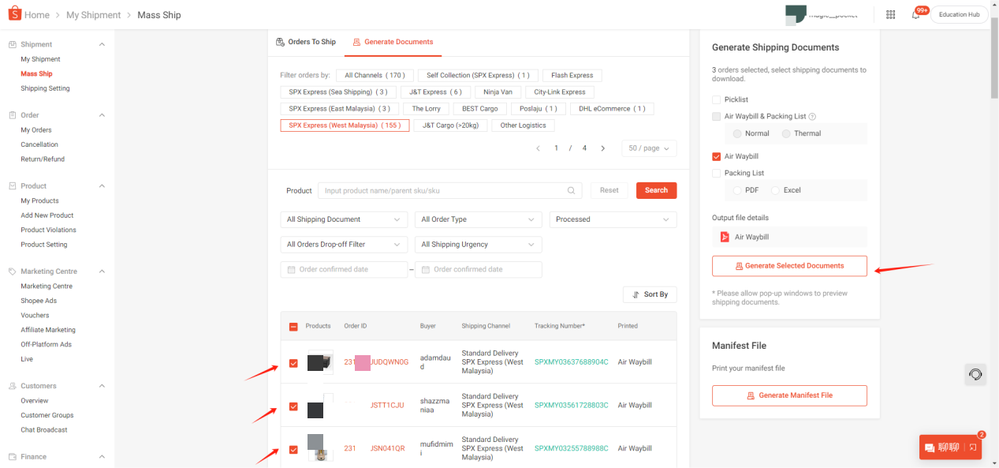 Home > My Shipment > Mass Ship
99+
Education Hub
Shipment
My Shipment
Mass Ship
Shipping Setting
Order
My Orders
Cancellation
Return/Refund
Product
My Products
Add New Product
Product Violations
Product Setting
Marketing Centre
Marketing Centre
Shopee Ads
Vouchers
Affiliate Marketing
Off-Platform Ads
Live
Customers
Overview
Customer Groups
Chat Broadcast
Finance
Orders To Ship
Generate Documents
Filter orders by:
All Channels ( 170 )
Self Collection (SPX Express) ( 1 )
Flash Express
SPX Express (Sea Shipping) ( 3 )
J&T Express ( 6 )
Ninja Van
City-Link Express
SPX Express (East Malaysia) ( 3 )
The Lorry
BEST Cargo
Poslaju ( 1 )
DHL eCommerce ( 1 )
SPX Express (West Malaysia) ( 155 )
J&T Cargo (>20kg)
Other Logistics
< 1 / 4 >
50 / page
Product
Input product name/parent sku/sku
Reset
Search
All Shipping Document
All Order Type
Processed
All Orders Drop-off Filter
All Shipping Urgency
Order confirmed date
–
Order confirmed date
Sort By
Products
Order ID
Buyer
Shipping Channel
Tracking Number*
Printed
231
JUDQWN0G
adamdau
d
Standard Delivery
SPX Express (West
Malaysia)
SPXMY03637688904C
Air Waybill
JSTT1CJU
shazzma
niaa
Standard Delivery
SPX Express (West
Malaysia)
SPXMY03561728803C
Air Waybill
231
JSN041QR
mufidmim
i
Standard Delivery
SPX Express (West
Malaysia)
SPXMY03255788988C
Air Waybill
Generate Shipping Documents
3 orders selected, select shipping documents to
download.
Picklist
Air Waybill & Packing List
Normal
Thermal
Air Waybill
Packing List
PDF
Excel
Output file details
Air Waybill
Generate Selected Documents
* Please allow pop-up windows to preview
shipping documents.
Manifest File
Print your manifest file
Generate Manifest File
聊聊
2